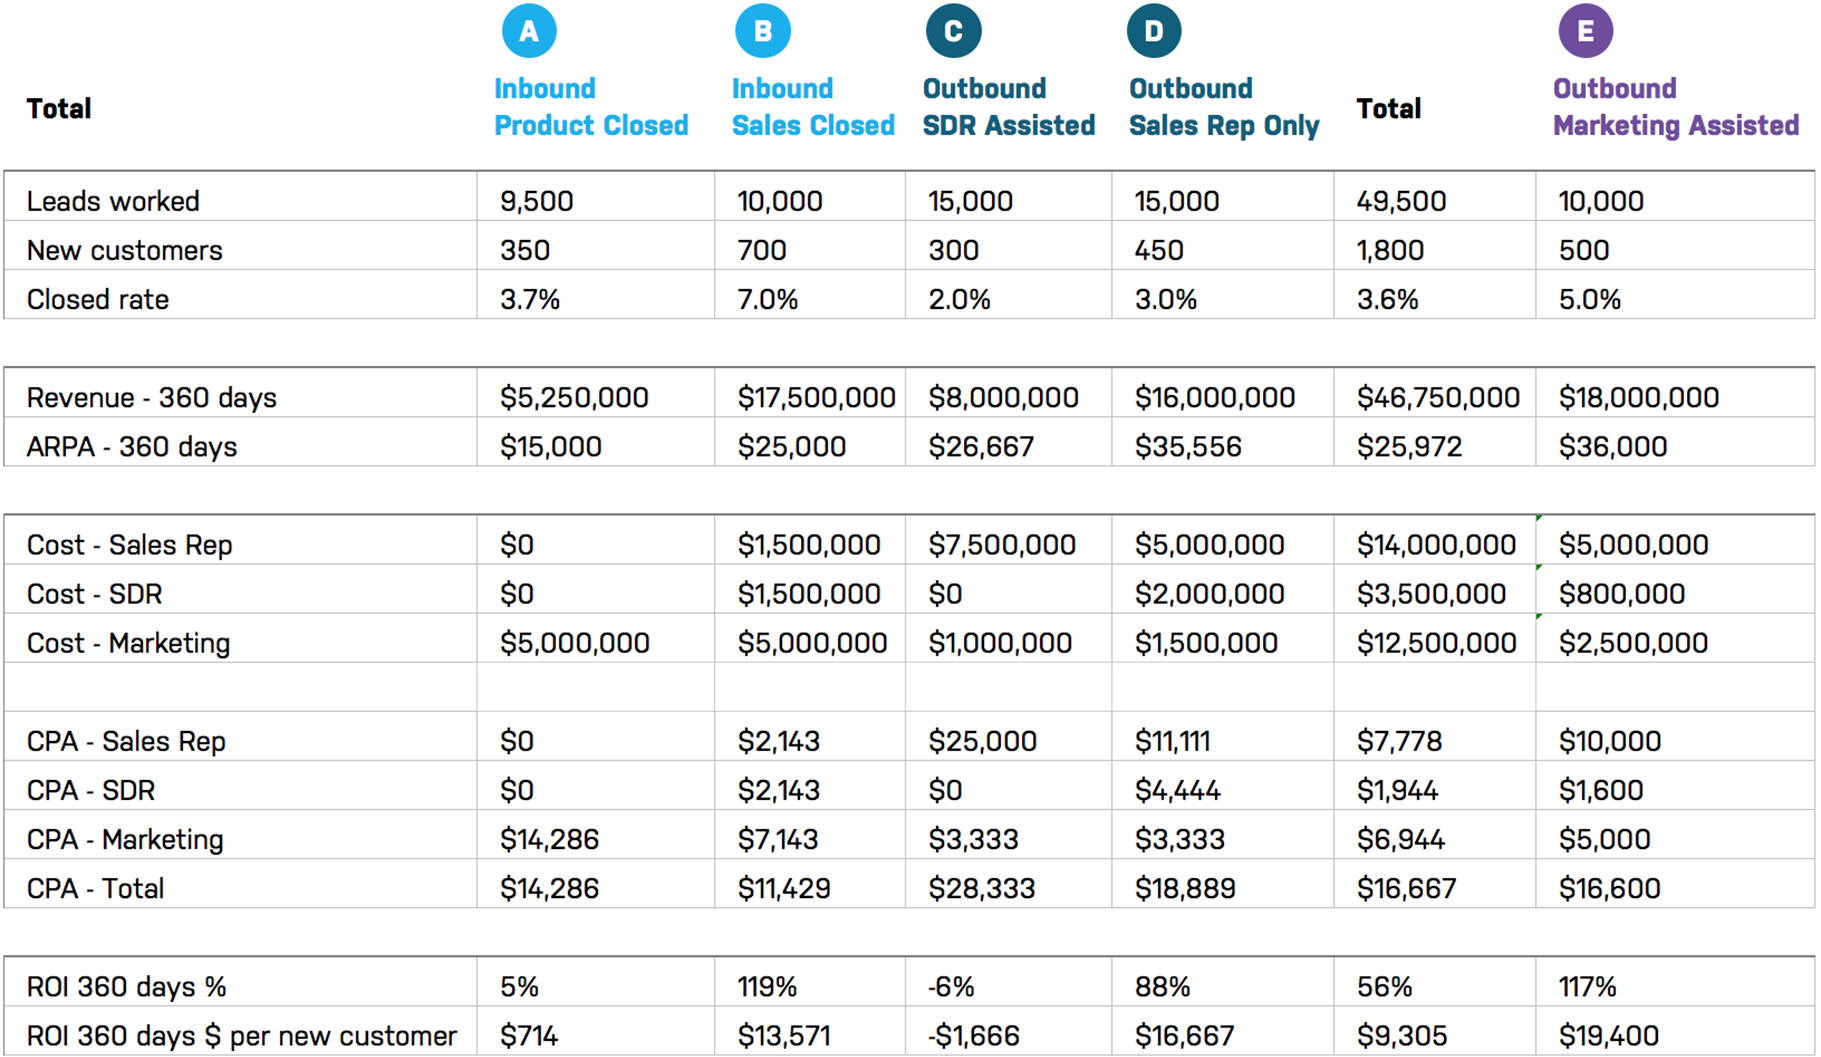 A B C D E
Total Inbound Product Closed Inbound Sales Closed Outbound SDR Assisted Outbound Sales Rep Only Total Outbound Marketing Assisted
Leads worked 9,500 10,000 15,000 15,000 49,500 10,000
New customers 350 700 300 450 1,800 500
Closed rate 3.7% 7.0% 2.0% 3.0% 3.6% 5.0%
Revenue - 360 days $5,250,000 $17,500,000 $8,000,000 $16,000,000 $46,750,000 $18,000,000
ARPA - 360 days $15,000 $25,000 $26,667 $35,556 $25,972 $36,000
Cost - Sales Rep $0 $1,500,000 $7,500,000 $5,000,000 $14,000,000 $5,000,000
Cost - SDR $0 $1,500,000 $0 $2,000,000 $3,500,000 $800,000
Cost - Marketing $5,000,000 $5,000,000 $1,000,000 $1,500,000 $12,500,000 $2,500,000
CPA - Sales Rep $0 $2,143 $25,000 $11,111 $7,778 $10,000
CPA - SDR $0 $2,143 $0 $4,444 $1,944 $1,600
CPA - Marketing $14,286 $7,143 $3,333 $3,333 $6,944 $5,000
CPA - Total $14,286 $11,429 $28,333 $18,889 $16,667 $16,600
ROI 360 days % 5% 119% -6% 88% 56% 117%
ROI 360 days $ per new customer $714 $13,571 -$1,666 $16,667 $9,305 $19,400